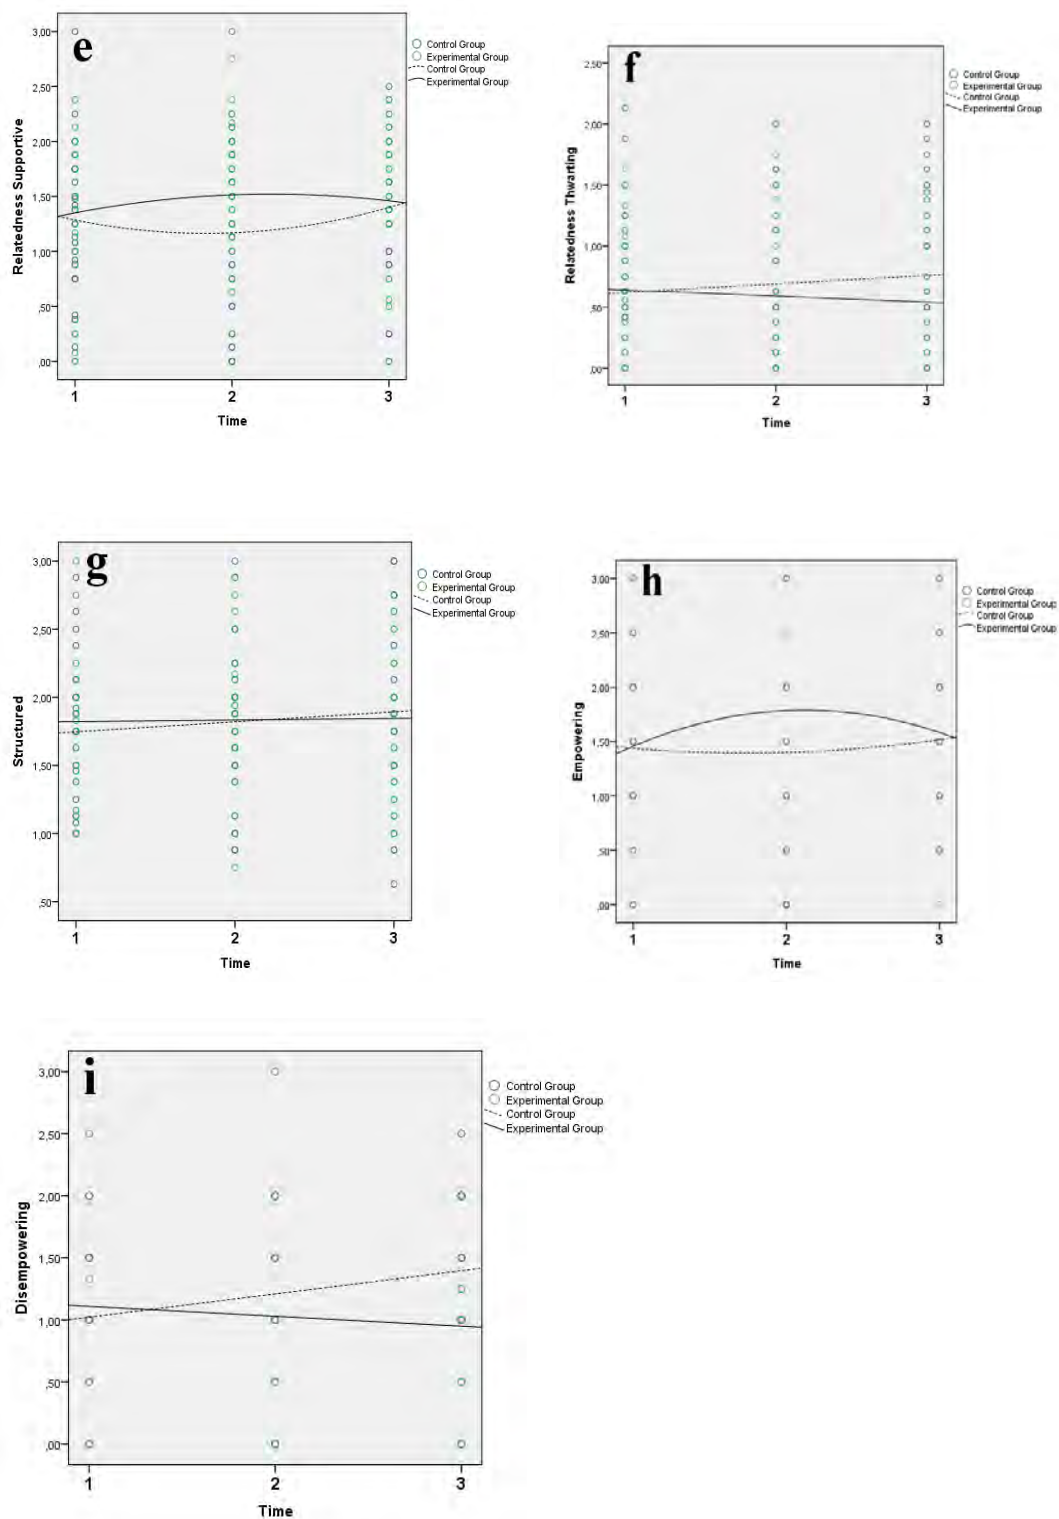 e
3,00
2,50
2,00
1,50
1,00
,50
,00
Relatedness Supportive
1 2 3
Time
Control Group
Experimental Group
Control Group
Experimental Group
f
2,50
2,00
1,50
1,00
,50
,00
Relatedness Thwarting
1 2 3
Time
Control Group
Experimental Group
Control Group
Experimental Group
g
3,00
2,50
2,00
1,50
1,00
,50
Structured
1 2 3
Time
Control Group
Experimental Group
Control Group
Experimental Group
h
3,00
2,50
2,00
1,50
1,00
,50
,00
Empowering
1 2 3
Time
Control Group
Experimental Group
Control Group
Experimental Group
i
3,00
2,50
2,00
1,50
1,00
,50
,00
Disempowering
1 2 3
Time
Control Group
Experimental Group
Control Group
Experimental Group